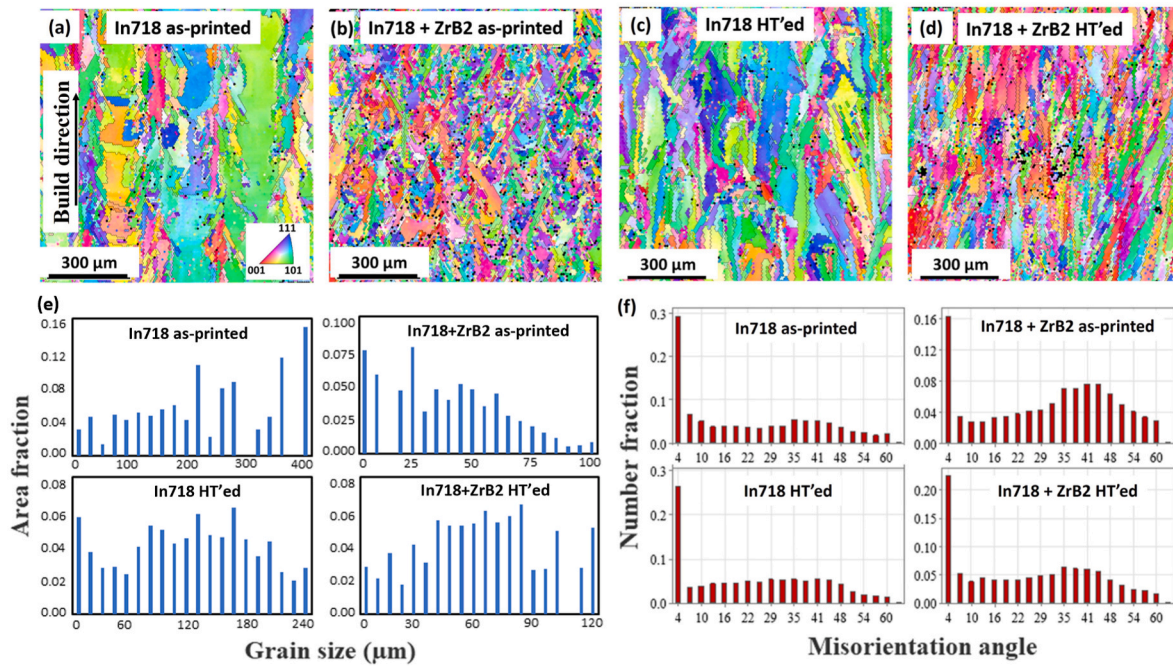 (a) In718 as-printed
(b) In718 + ZrB2 as-printed
(c) In718 HT'ed
(d) In718 + ZrB2 HT'ed
Build direction
111
001 101
300 µm
300 µm
300 µm
300 µm
(e)
Area fraction
In718 as-printed
0.16
0.12
0.08
0.04
0.00
0 100 200 300 400
In718+ZrB2 as-printed
0.100
0.075
0.050
0.025
0.000
0 25 50 75 100
In718 HT'ed
0.08
0.06
0.04
0.02
0.00
0 60 120 180 240
In718+ZrB2 HT'ed
0.08
0.06
0.04
0.02
0.00
0 30 60 90 120
Grain size (µm)
(f)
Number fraction
In718 as-printed
0.3
0.2
0.1
0.0
4 10 16 22 29 35 41 48 54 60
In718 + ZrB2 as-printed
0.16
0.12
0.08
0.04
0.00
4 10 16 22 29 35 41 48 54 60
In718 HT'ed
0.3
0.2
0.1
0.0
4 10 16 22 29 35 41 48 54 60
In718 + ZrB2 HT'ed
0.20
0.15
0.10
0.05
0.00
4 10 16 22 29 35 41 48 54 60
Misorientation angle